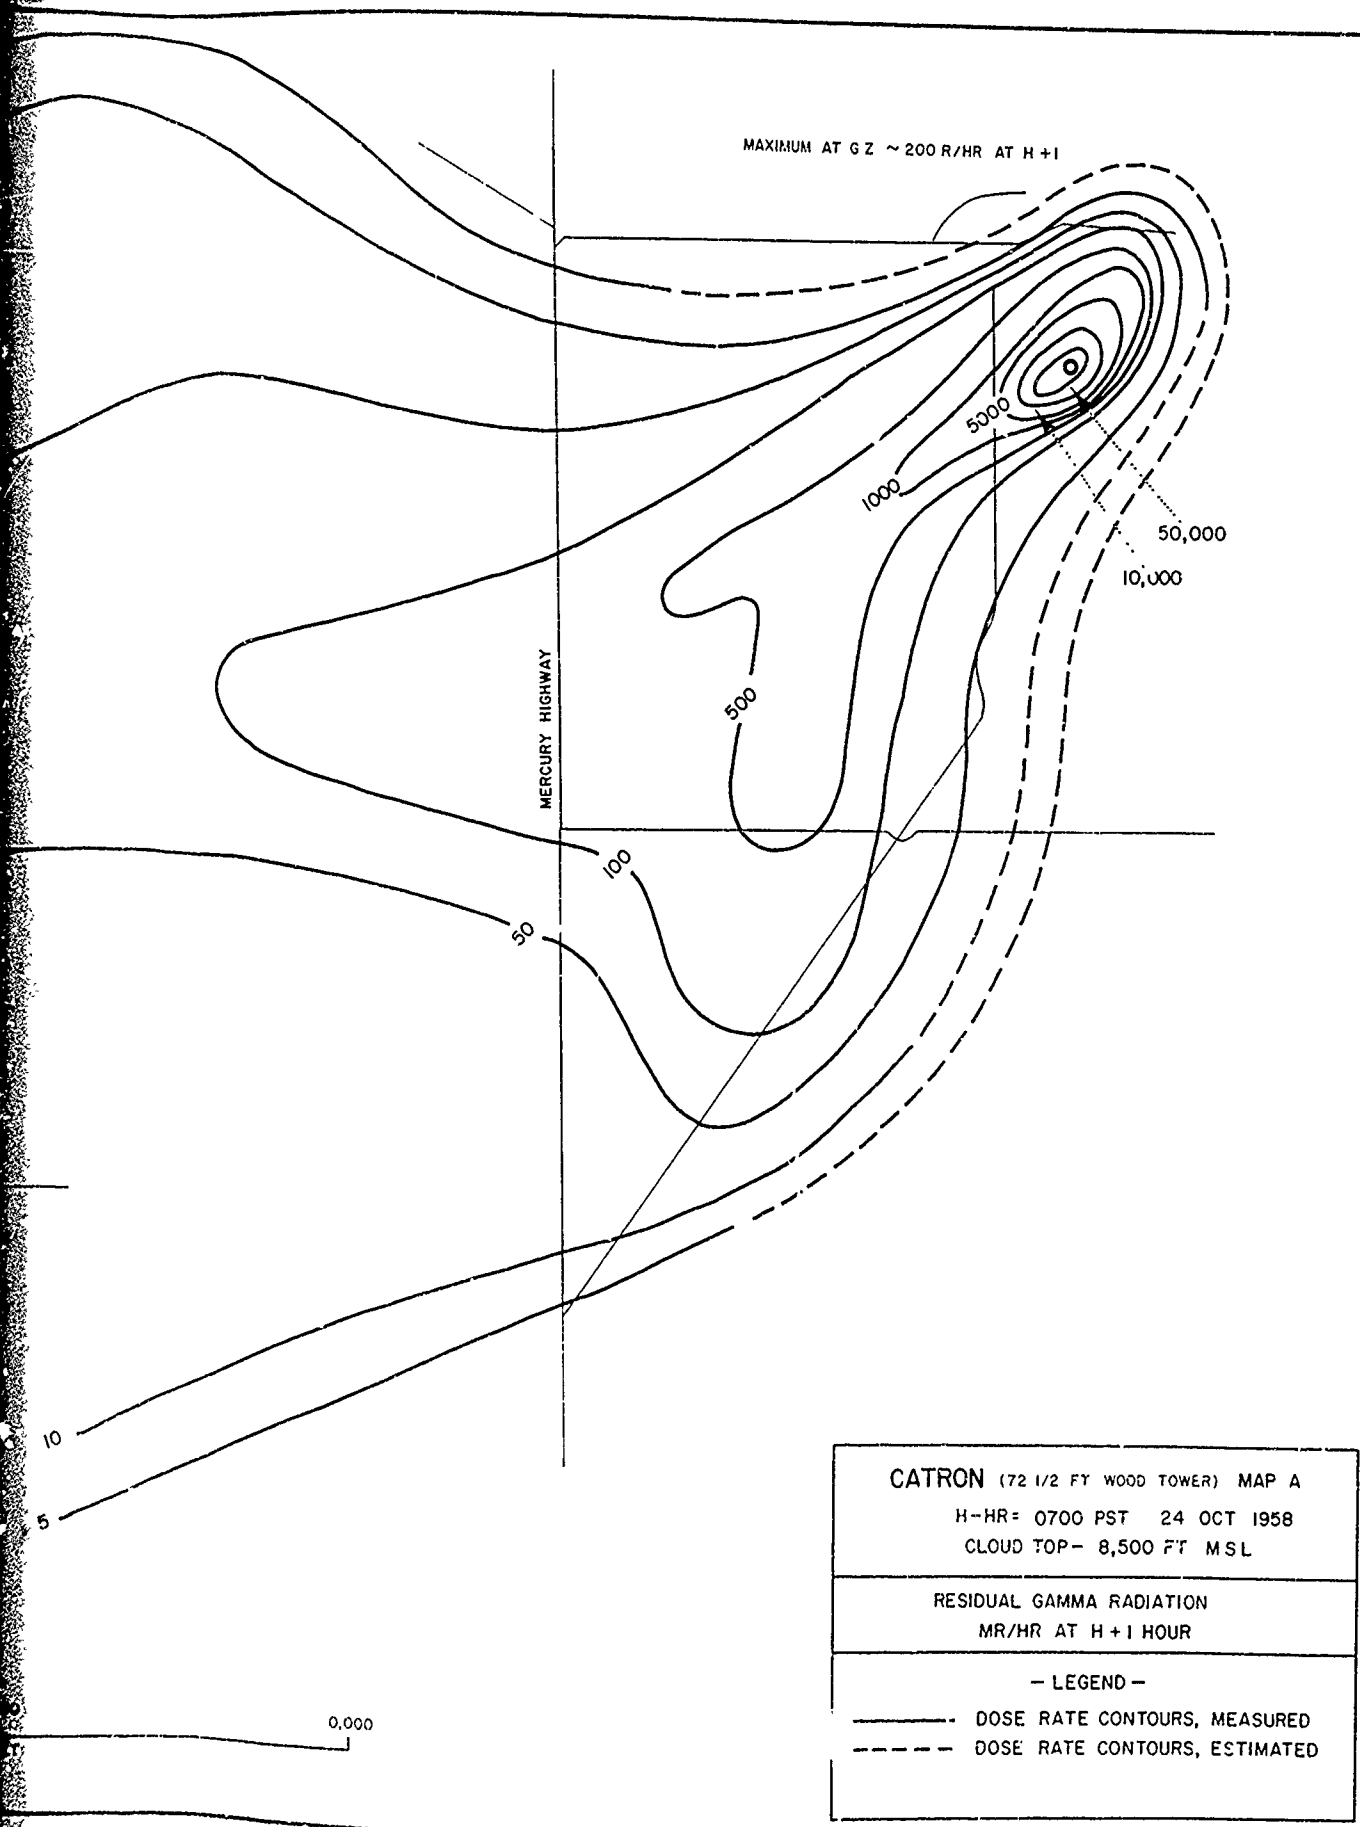 MAXIMUM AT GZ ~ 200 R/HR AT H + 1
5000
1000
50,000
10,000
MERCURY HIGHWAY
500
100
50
10
5
CATRON (72 1/2 FT WOOD TOWER) MAP A
H-HR= 0700 PST 24 OCT 1958
CLOUD TOP- 8,500 FT MSL
RESIDUAL GAMMA RADIATION
MR/HR AT H + 1 HOUR
- LEGEND -
DOSE RATE CONTOURS, MEASURED
DOSE RATE CONTOURS, ESTIMATED
0,000